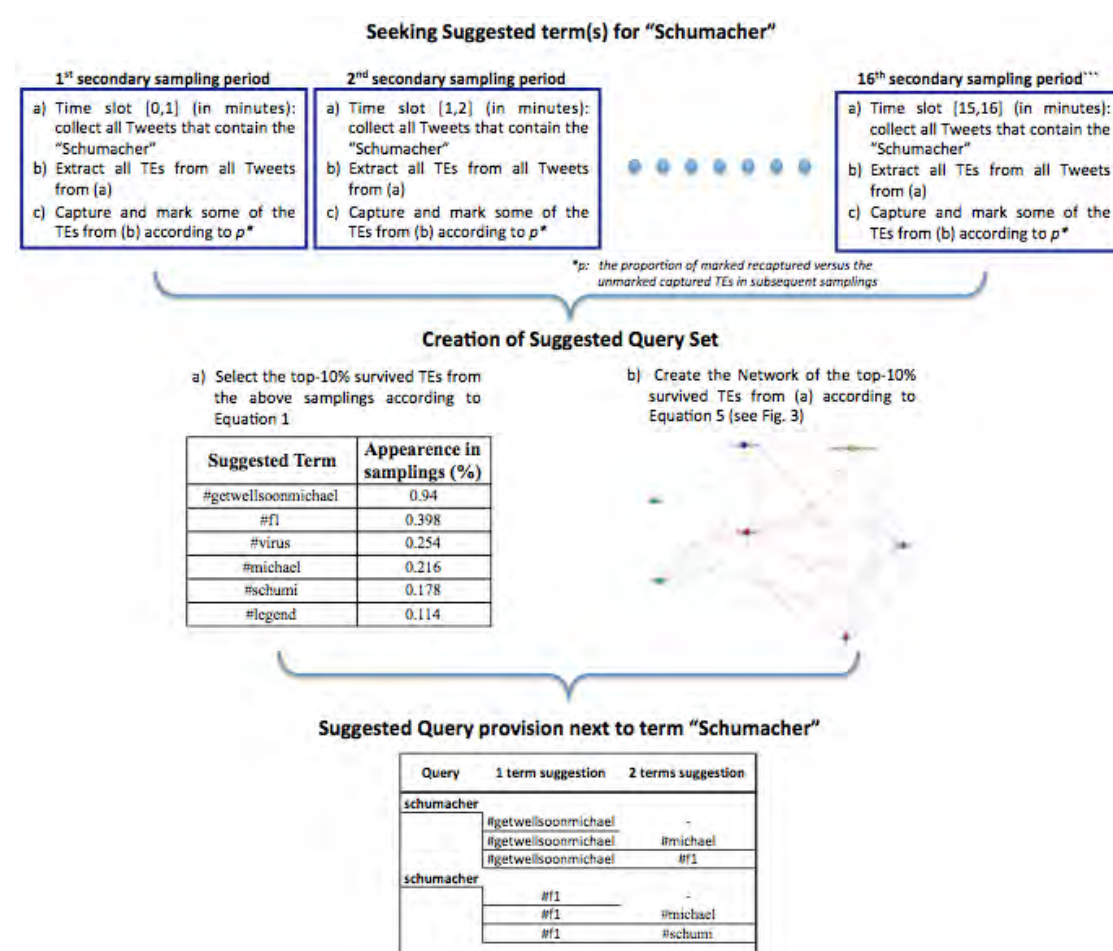 Seeking Suggested term(s) for “Schumacher”
1st secondary sampling period
a) Time slot [0,1] (in minutes):
collect all Tweets that contain the
“Schumacher”
b) Extract all TEs from all Tweets
from (a)
c) Capture and mark some of the
TEs from (b) according to p*
2nd secondary sampling period
a) Time slot [1,2] (in minutes):
collect all Tweets that contain the
“Schumacher”
b) Extract all TEs from all Tweets
from (a)
c) Capture and mark some of the
TEs from (b) according to p*
16th secondary sampling period```
a) Time slot [15,16] (in minutes):
collect all Tweets that contain the
“Schumacher”
b) Extract all TEs from all Tweets
from (a)
c) Capture and mark some of the
TEs from (b) according to p*
*p: the proportion of marked recaptured versus the
unmarked captured TEs in subsequent samplings
Creation of Suggested Query Set
a) Select the top-10% survived TEs from
the above samplings according to
Equation 1
Suggested Term Appearence in
samplings (%)
#getwellsoonmichael 0.94
#f1 0.398
#virus 0.254
#michael 0.216
#schumi 0.178
#legend 0.114
b) Create the Network of the top-10%
survived TEs from (a) according to
Equation 5 (see Fig. 3)
Suggested Query provision next to term “Schumacher”
Query 1 term suggestion 2 terms suggestion
schumacher
#getwellsoonmichael -
#getwellsoonmichael #michael
#getwellsoonmichael #f1
schumacher
#f1 -
#f1 #michael
#f1 #schumi